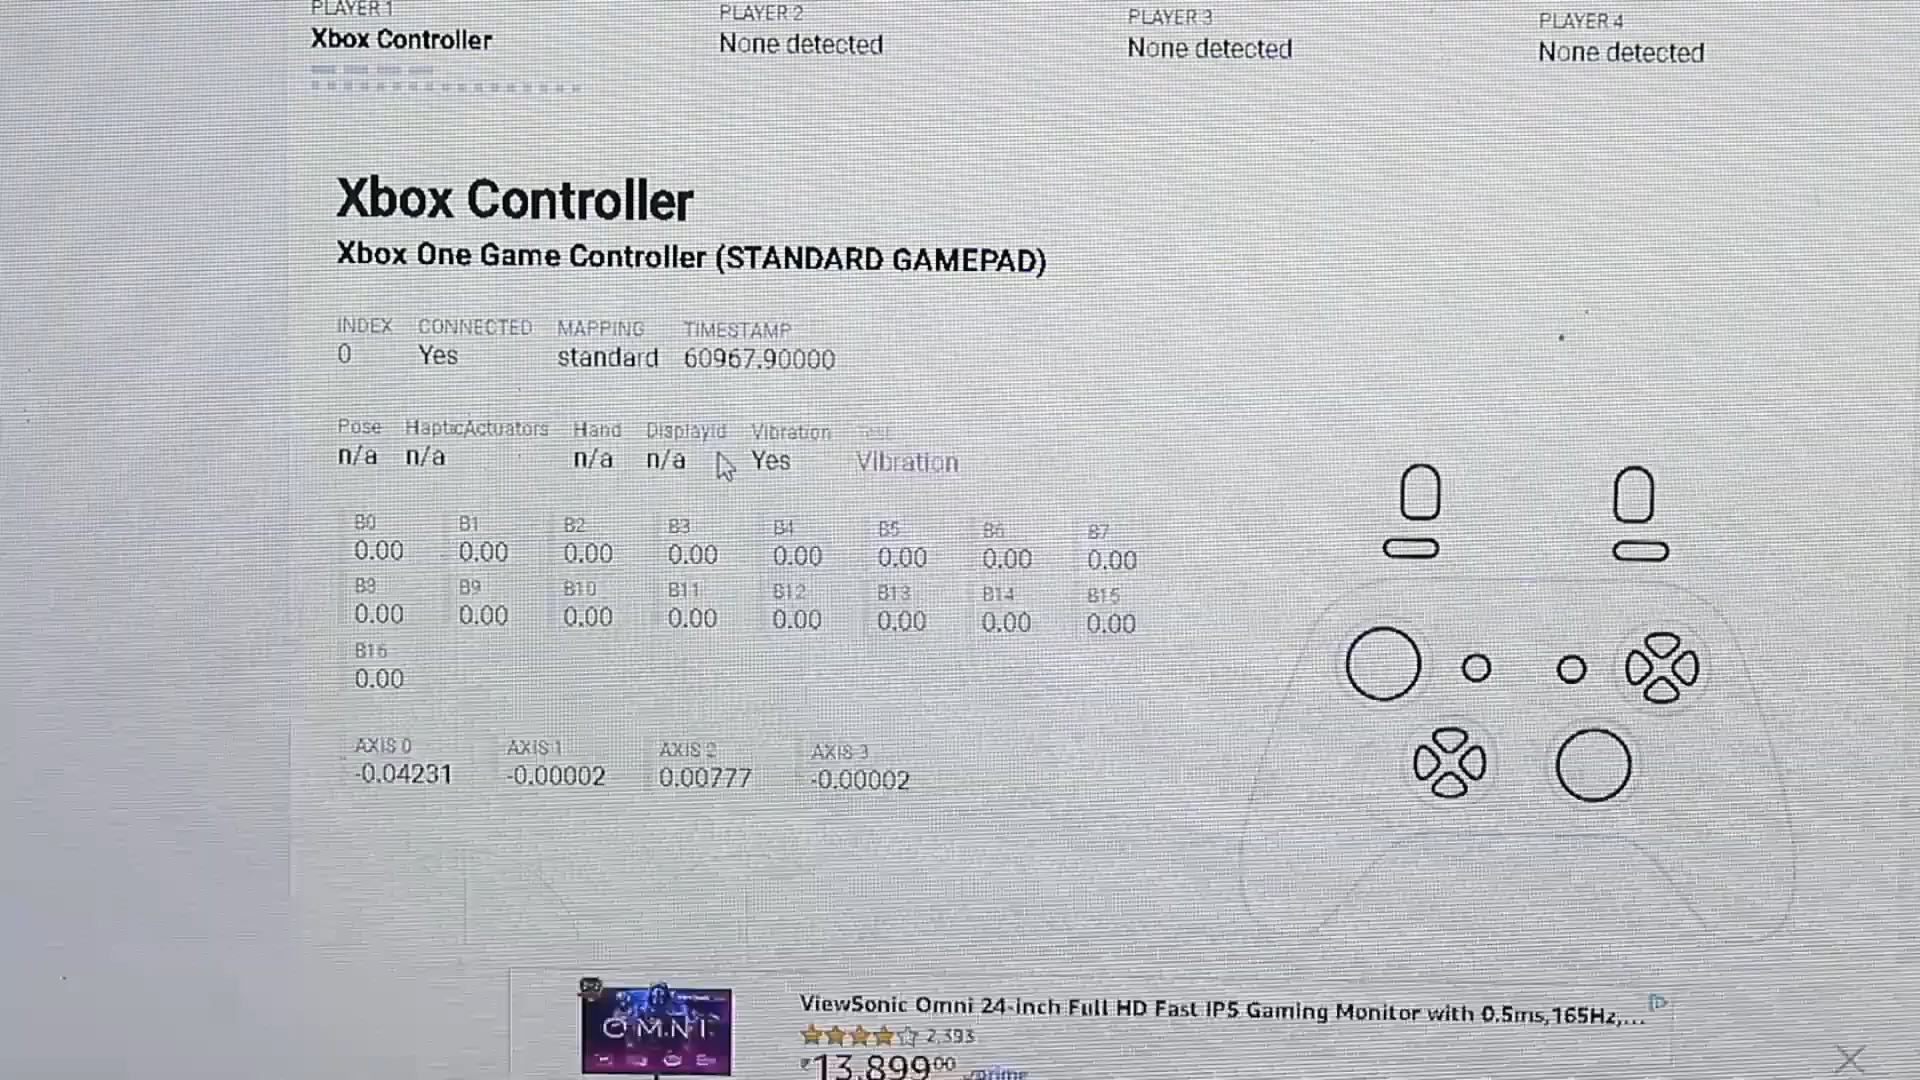 PLAYER 1
Xbox Controller
PLAYER 2
None detected
PLAYER 3
None detected
PLAYER 4
None detected
Xbox Controller
Xbox One Game Controller (STANDARD GAMEPAD)
INDEX CONNECTED MAPPING TIMESTAMP
0 Yes standard 60967.90000
Pose HapticActuators Hand DisplayId Vibration Test
n/a n/a n/a n/a Yes Vibration
B0 B1 B2 B3 B4 B5 B6 B7
0.00 0.00 0.00 0.00 0.00 0.00 0.00 0.00
B8 B9 B10 B11 B12 B13 B14 B15
0.00 0.00 0.00 0.00 0.00 0.00 0.00 0.00
B16
0.00
AXIS 0 AXIS 1 AXIS 2 AXIS 3
-0.04231 -0.00002 0.00777 -0.00002
OMNI
ViewSonic Omni 24-inch Full HD Fast IPS Gaming Monitor with 0.5ms,165Hz,...
2,393
₹13,89900 prime